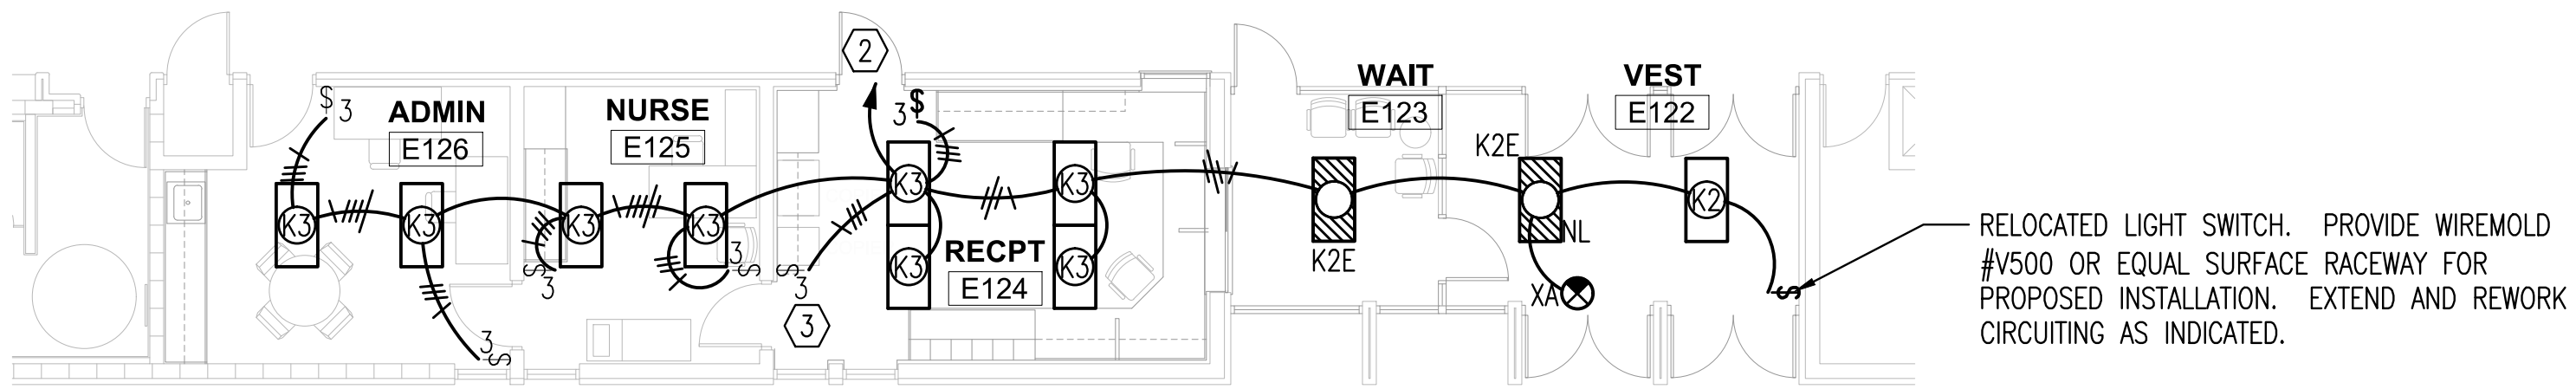 2
WAIT
VEST
$ 3
ADMIN
E126
NURSE
E125
3 $
E123
E122
K2E
K3
K3
K3
K3
K3
K3
K2
K3
K3
NL
K2E
XA
$
3
3
$
$
3
3
$
3
RECPT
E124
$
RELOCATED LIGHT SWITCH. PROVIDE WIREMOLD
#V500 OR EQUAL SURFACE RACEWAY FOR
PROPOSED INSTALLATION. EXTEND AND REWORK
CIRCUITING AS INDICATED.